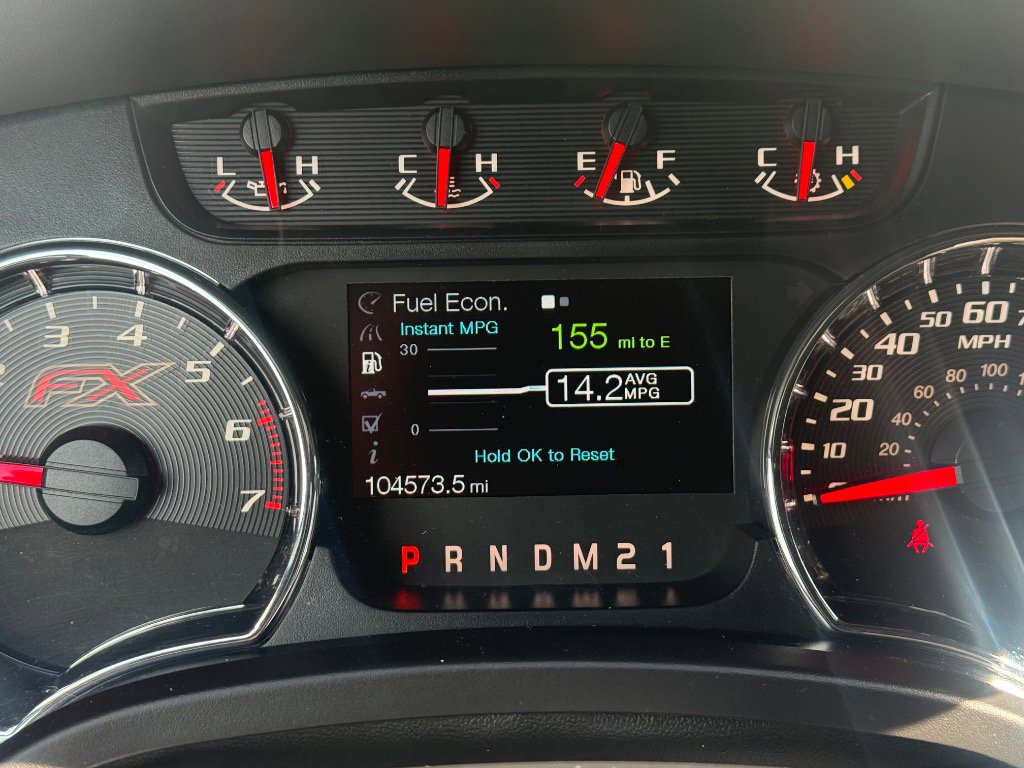 L H
C H
E F
C H
Fuel Econ.
Instant MPG
30
155 mi to E
14.2 AVG MPG
0
Hold OK to Reset
104573.5 mi
P R N D M 2 1
3 4 5 6 7
FX
10 20 30 40 50 60
MPH
20 40 60 80 100